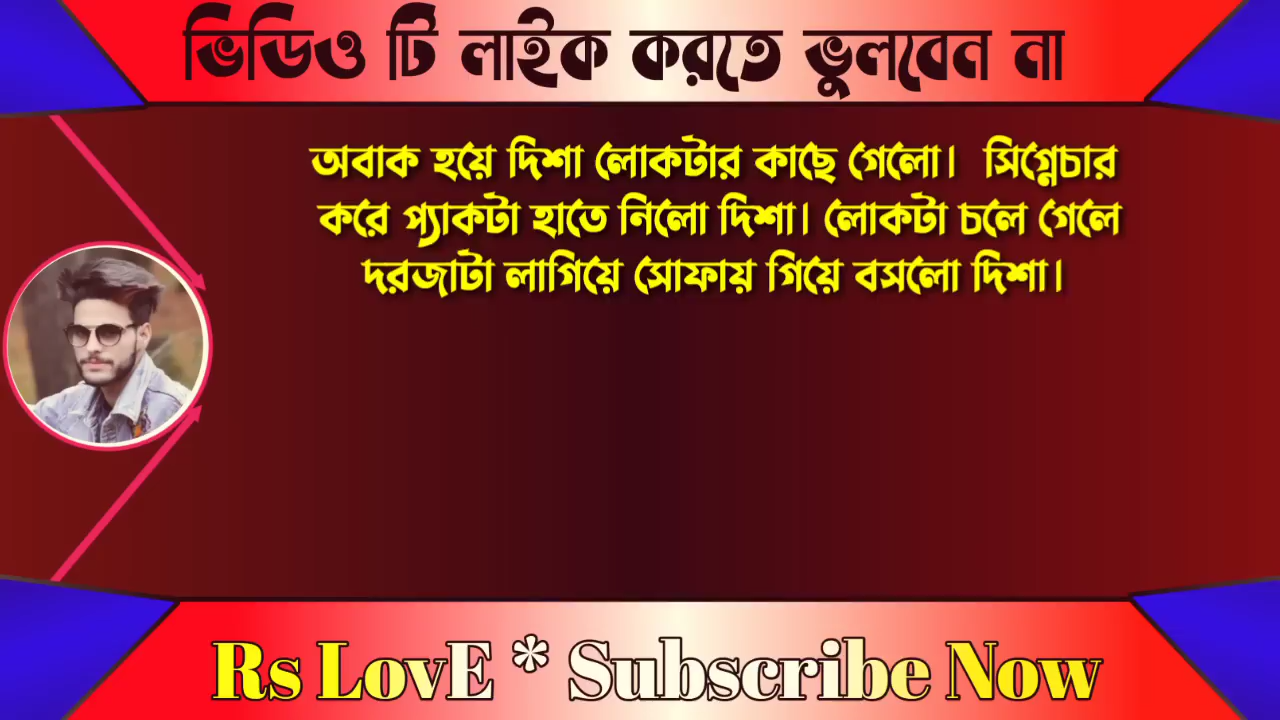 ভিডিও টি লাইক করতে ভুলবেন না
অবাক হয়ে দিশা লোকটার কাছে গেলো। সিগ্নেচার
করে প্যাকটা হাতে নিলো দিশা। লোকটা চলে গেলে
দরজাটা লাগিয়ে সোফায় গিয়ে বসলো দিশা।
Rs LovE * Subscribe Now